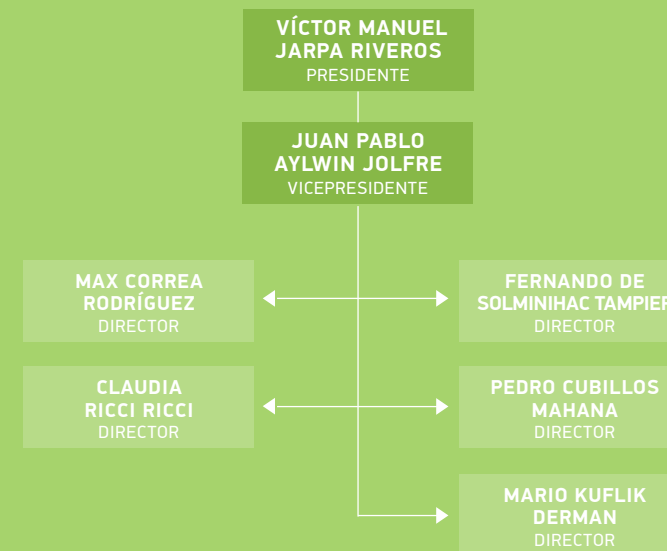 VÍCTOR MANUEL
JARPA RIVEROS
PRESIDENTE
JUAN PABLO
AYLWIN JOLFRE
VICEPRESIDENTE
MAX CORREA
RODRÍGUEZ
DIRECTOR
FERNANDO DE
SOLMINIHAC TAMPIER
DIRECTOR
CLAUDIA
RICCI RICCI
DIRECTOR
PEDRO CUBILLOS
MAHANA
DIRECTOR
MARIO KUFLIK
DERMAN
DIRECTOR